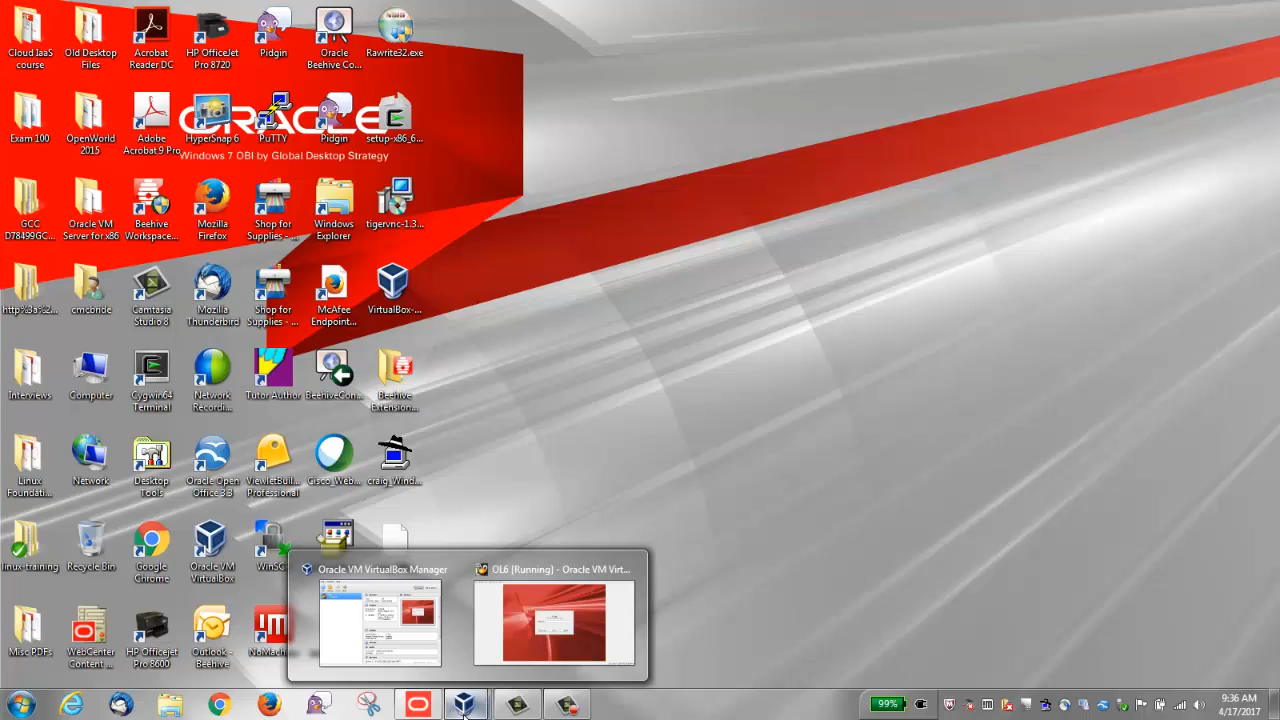 Cloud IaaS
course
Old Desktop
Files
Acrobat
Reader DC
HP OfficeJet
Pro 8720
Pidgin
Oracle
Beehive Co...
Rawrite32.exe
ORACLE
Windows 7 OBI by Global Desktop Strategy
Exam 100
OpenWorld
2015
Adobe
Acrobat 9 Pro
HyperSnap 6
PuTTY
Pidgin
setup-x86_6...
GCC
D78499GC...
Oracle VM
Server for x86
Beehive
Workspace...
Mozilla
Firefox
Shop for
Supplies - ...
Windows
Explorer
tigervnc-1.3...
http%3a%2...
cmcbride
Camtasia
Studio 8
Mozilla
Thunderbird
Shop for
Supplies - ...
McAfee
Endpoint...
VirtualBox-...
Interviews
Computer
Cygwin64
Terminal
Network
Recordi...
Tutor Author
BeehiveCon...
Beehive
Extension...
Linux
Foundati...
Network
Desktop
Tools
Oracle Open
Office 3.3
ViewletBuil...
Professional
Cisco_Web...
craig_Wind...
linux-training
Recycle Bin
Google
Chrome
Oracle VM
VirtualBox
WinSC
Oracle VM VirtualBox Manager
OL6 [Running] - Oracle VM Virt...
Misc PDFs
WebCenter
Content...
HP Officejet
Pro 8600
Outlook -
Beehive
NoMachine
99%
9:36 AM
4/17/2017